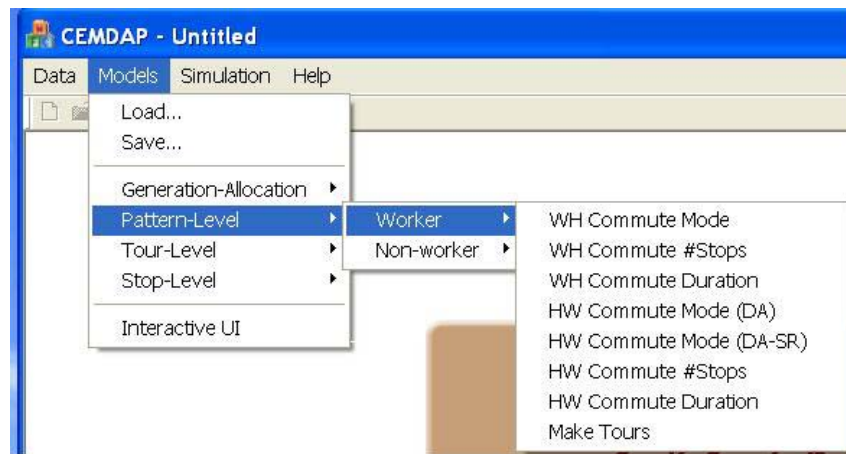 CEMDAP - Untitled
Data Models Simulation Help
Load...
Save...
Generation-Allocation
Pattern-Level
Tour-Level
Stop-Level
Interactive UI
Worker
Non-worker
WH Commute Mode
WH Commute #Stops
WH Commute Duration
HW Commute Mode (DA)
HW Commute Mode (DA-SR)
HW Commute #Stops
HW Commute Duration
Make Tours